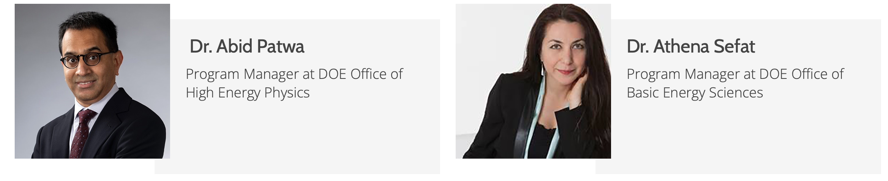 Dr. Abid Patwa
Program Manager at DOE Office of
High Energy Physics
Dr. Athena Sefat
Program Manager at DOE Office of
Basic Energy Sciences